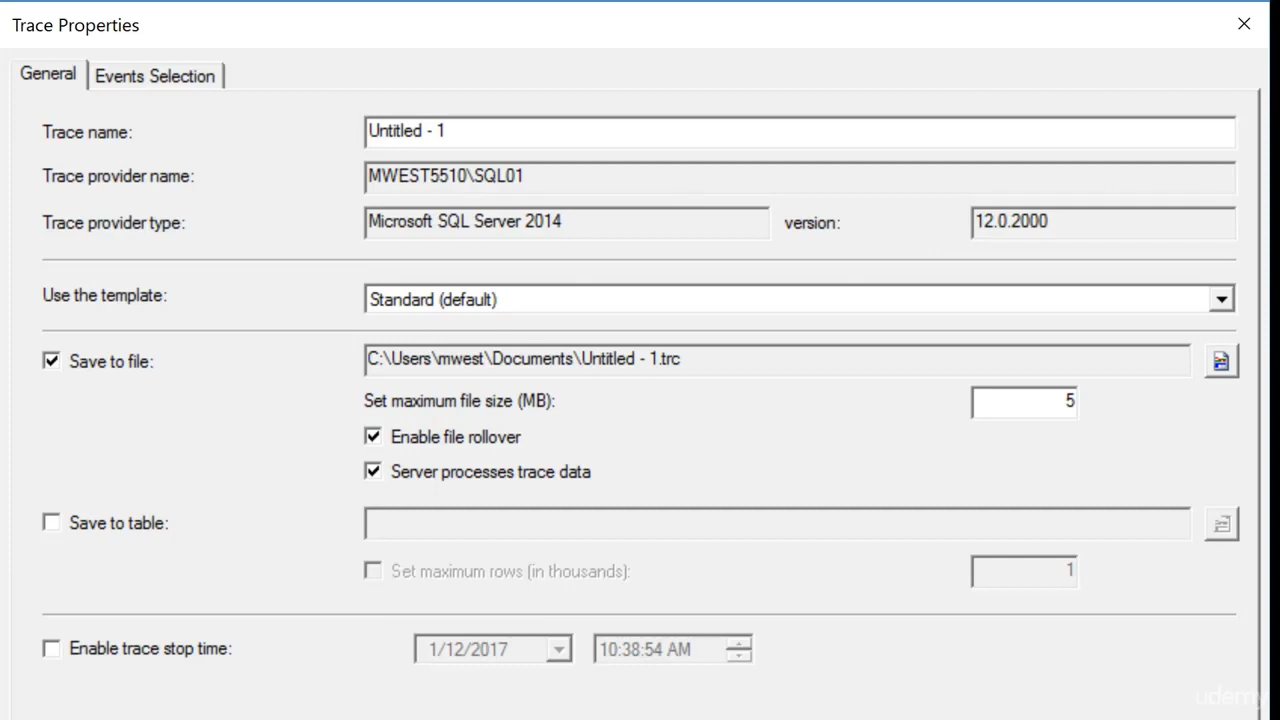 Trace Properties
General Events Selection
Trace name: Untitled - 1
Trace provider name: MWEST5510\SQL01
Trace provider type: Microsoft SQL Server 2014 version: 12.0.2000
Use the template: Standard (default)
Save to file: C:\Users\mwest\Documents\Untitled - 1.trc
Set maximum file size (MB): 5
Enable file rollover
Server processes trace data
Save to table:
Set maximum rows (in thousands): 1
Enable trace stop time: 1/12/2017 10:38:54 AM
udemy